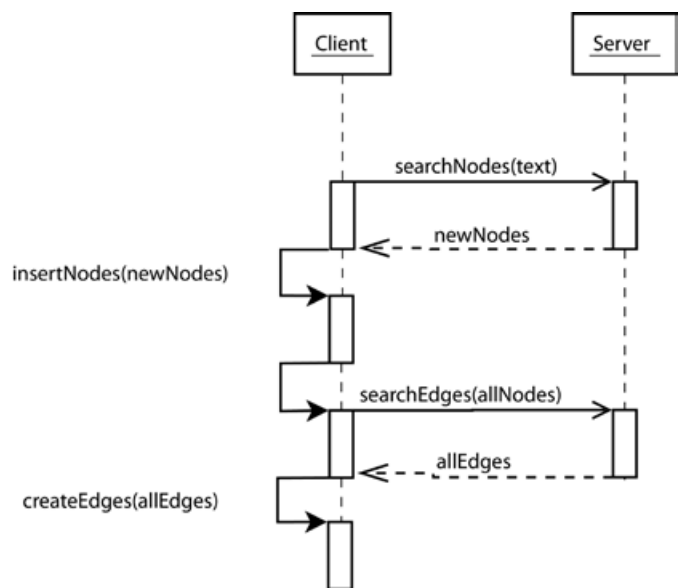 Client
Server
searchNodes(text)
newNodes
insertNodes(newNodes)
searchEdges(allNodes)
allEdges
createEdges(allEdges)